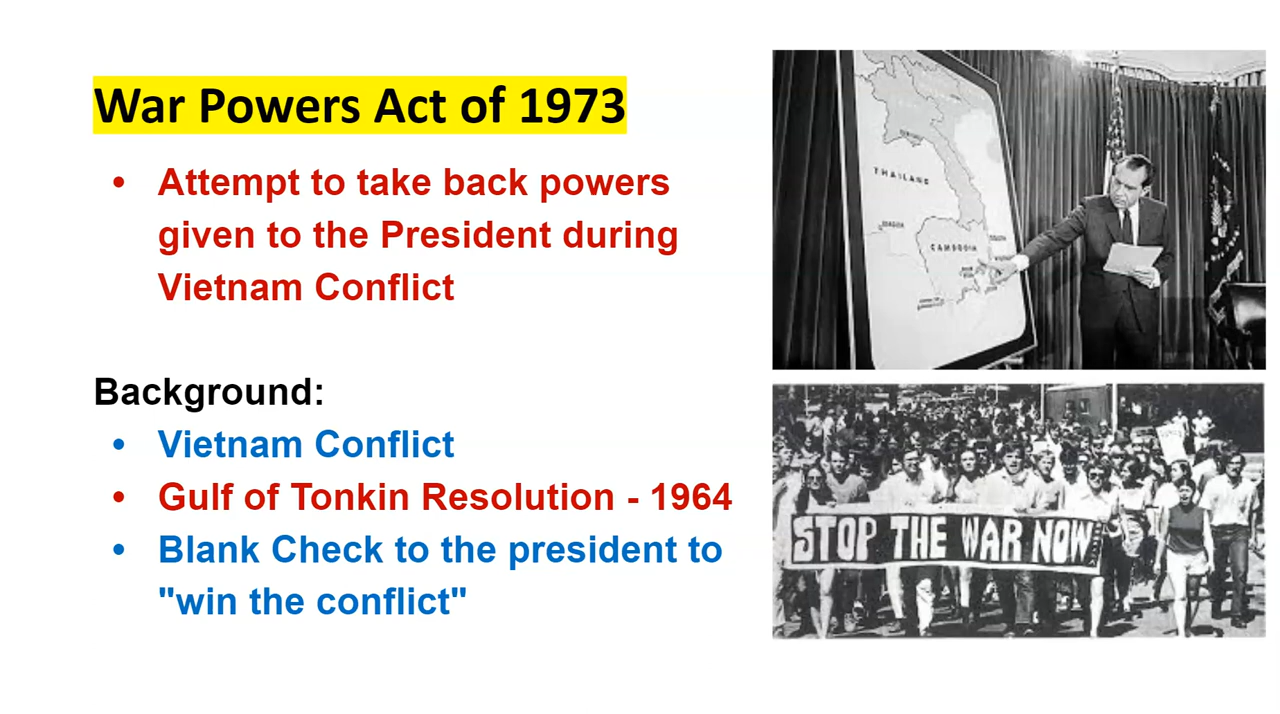 War Powers Act of 1973
• Attempt to take back powers
given to the President during
Vietnam Conflict
Background:
• Vietnam Conflict
• Gulf of Tonkin Resolution - 1964
• Blank Check to the president to
"win the conflict"
THAILAND
CAMBODIA
STOP THE WAR NOW